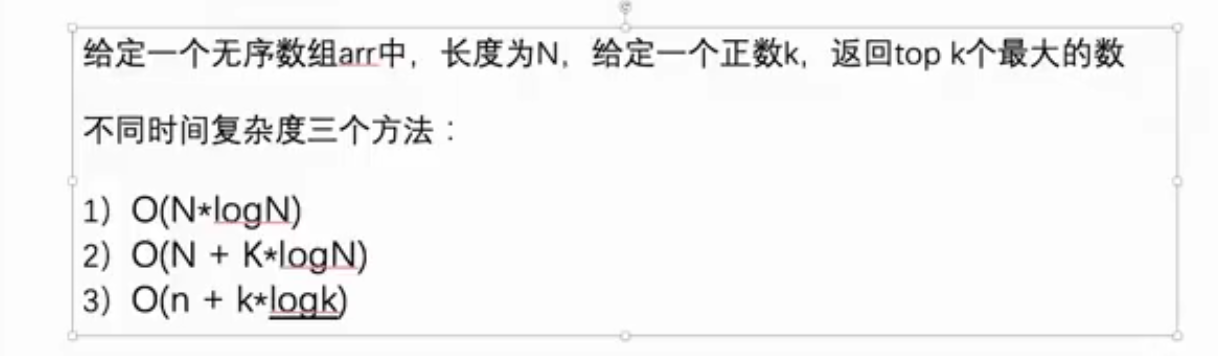 给定一个无序数组arr中，长度为N，给定一个正数k，返回top k个最大的数
不同时间复杂度三个方法：
1）O(N*logN)
2）O(N + K*logN)
3）O(n + k*logk)